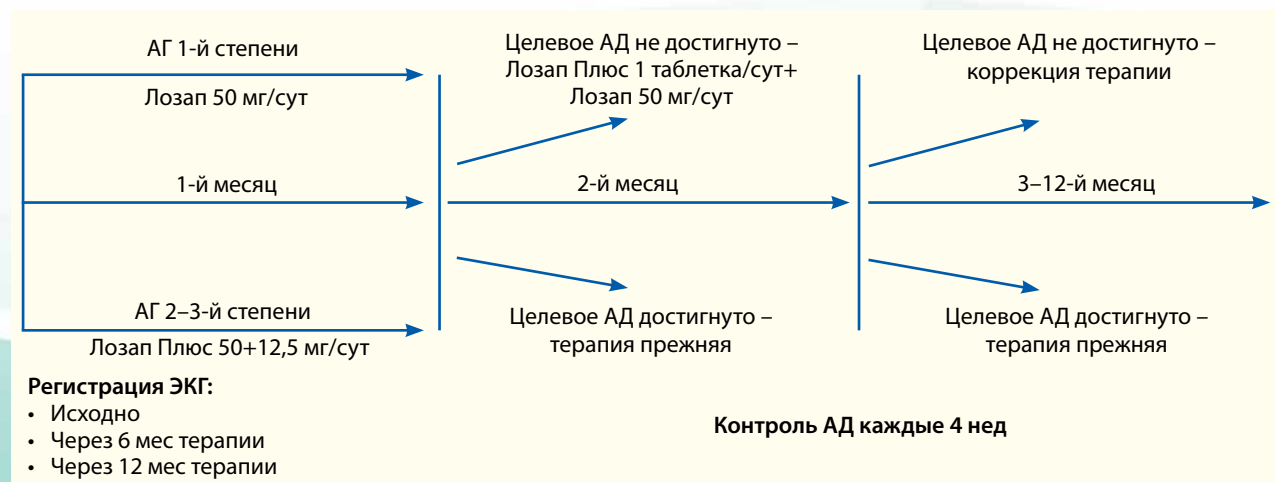 АГ 1-й степени
Лозап 50 мг/сут
1-й месяц
АГ 2–3-й степени
Лозап Плюс 50+12,5 мг/сут
Целевое АД не достигнуто –
Лозап Плюс 1 таблетка/сут+
Лозап 50 мг/сут
2-й месяц
Целевое АД достигнуто –
терапия прежняя
Целевое АД не достигнуто –
коррекция терапии
3–12-й месяц
Целевое АД достигнуто –
терапия прежняя
Регистрация ЭКГ:
• Исходно
• Через 6 мес терапии
• Через 12 мес терапии
Контроль АД каждые 4 нед